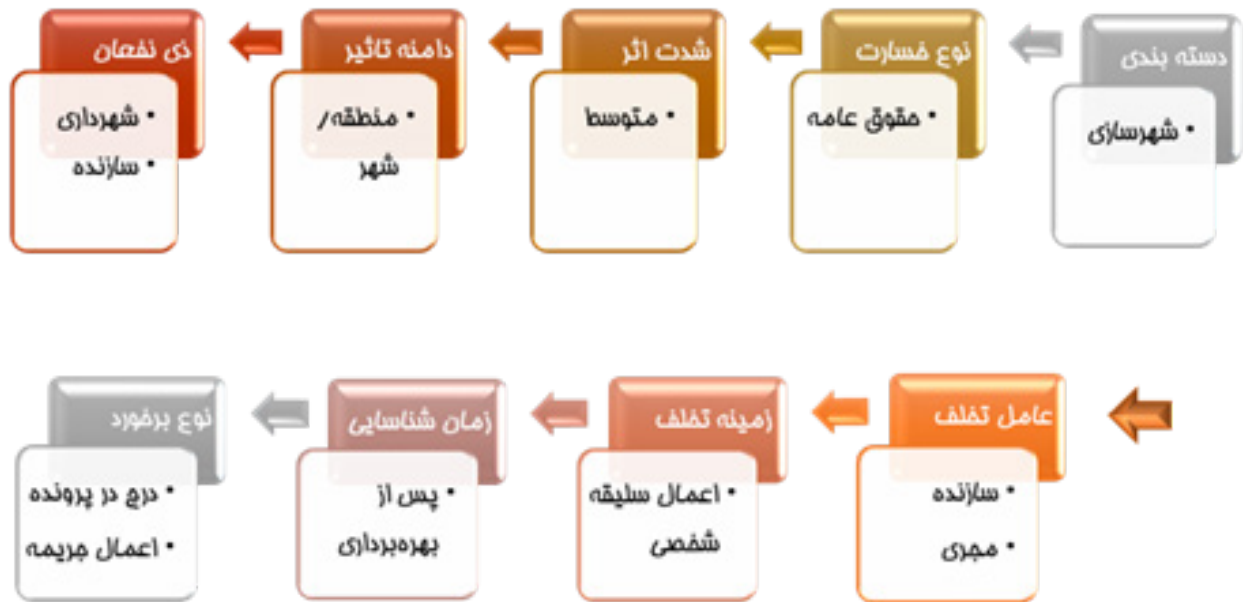 دسته بندی
• شهرسازی
نوع خسارت
• حقوق عامه
شدت اثر
• متوسط
دامنه تاثیر
• منطقه/
شهر
ذی نفعان
• شهرداری
• سازنده
عامل تخلف
• سازنده
• مجری
زمینه تخلف
• اعمال سلیقه
شخصی
زمان شناسایی
• پس از
بهره‌برداری
نوع برخورد
• درج در پرونده
• اعمال جریمه